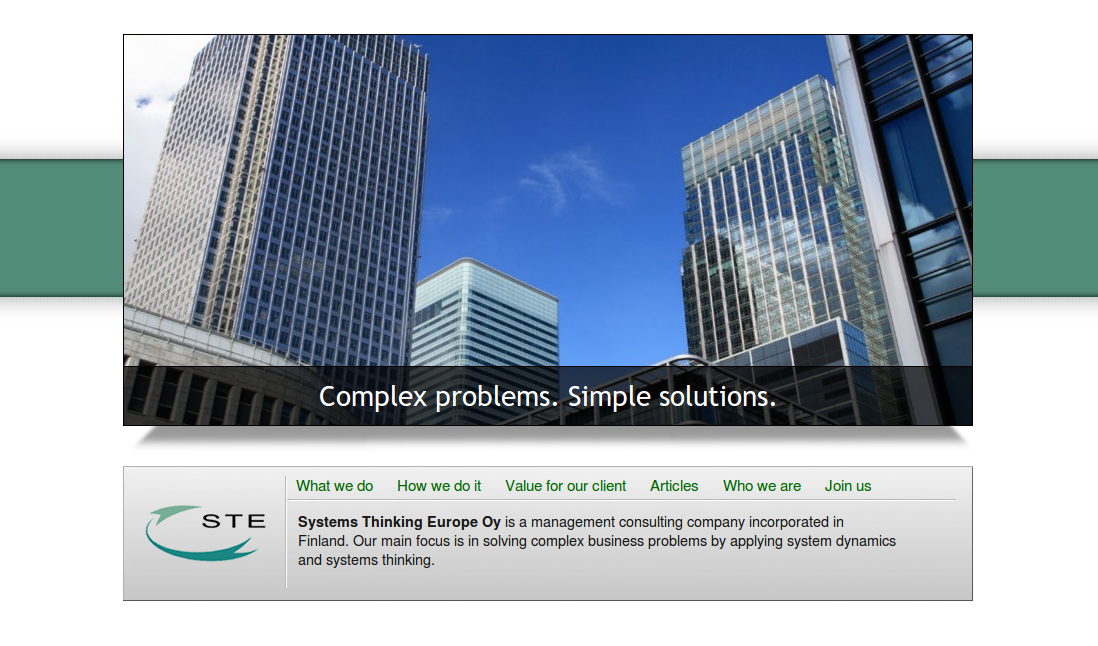 Complex problems. Simple solutions.
What we do How we do it Value for our client Articles Who we are Join us
STE
Systems Thinking Europe Oy is a management consulting company incorporated in
Finland. Our main focus is in solving complex business problems by applying system dynamics
and systems thinking.